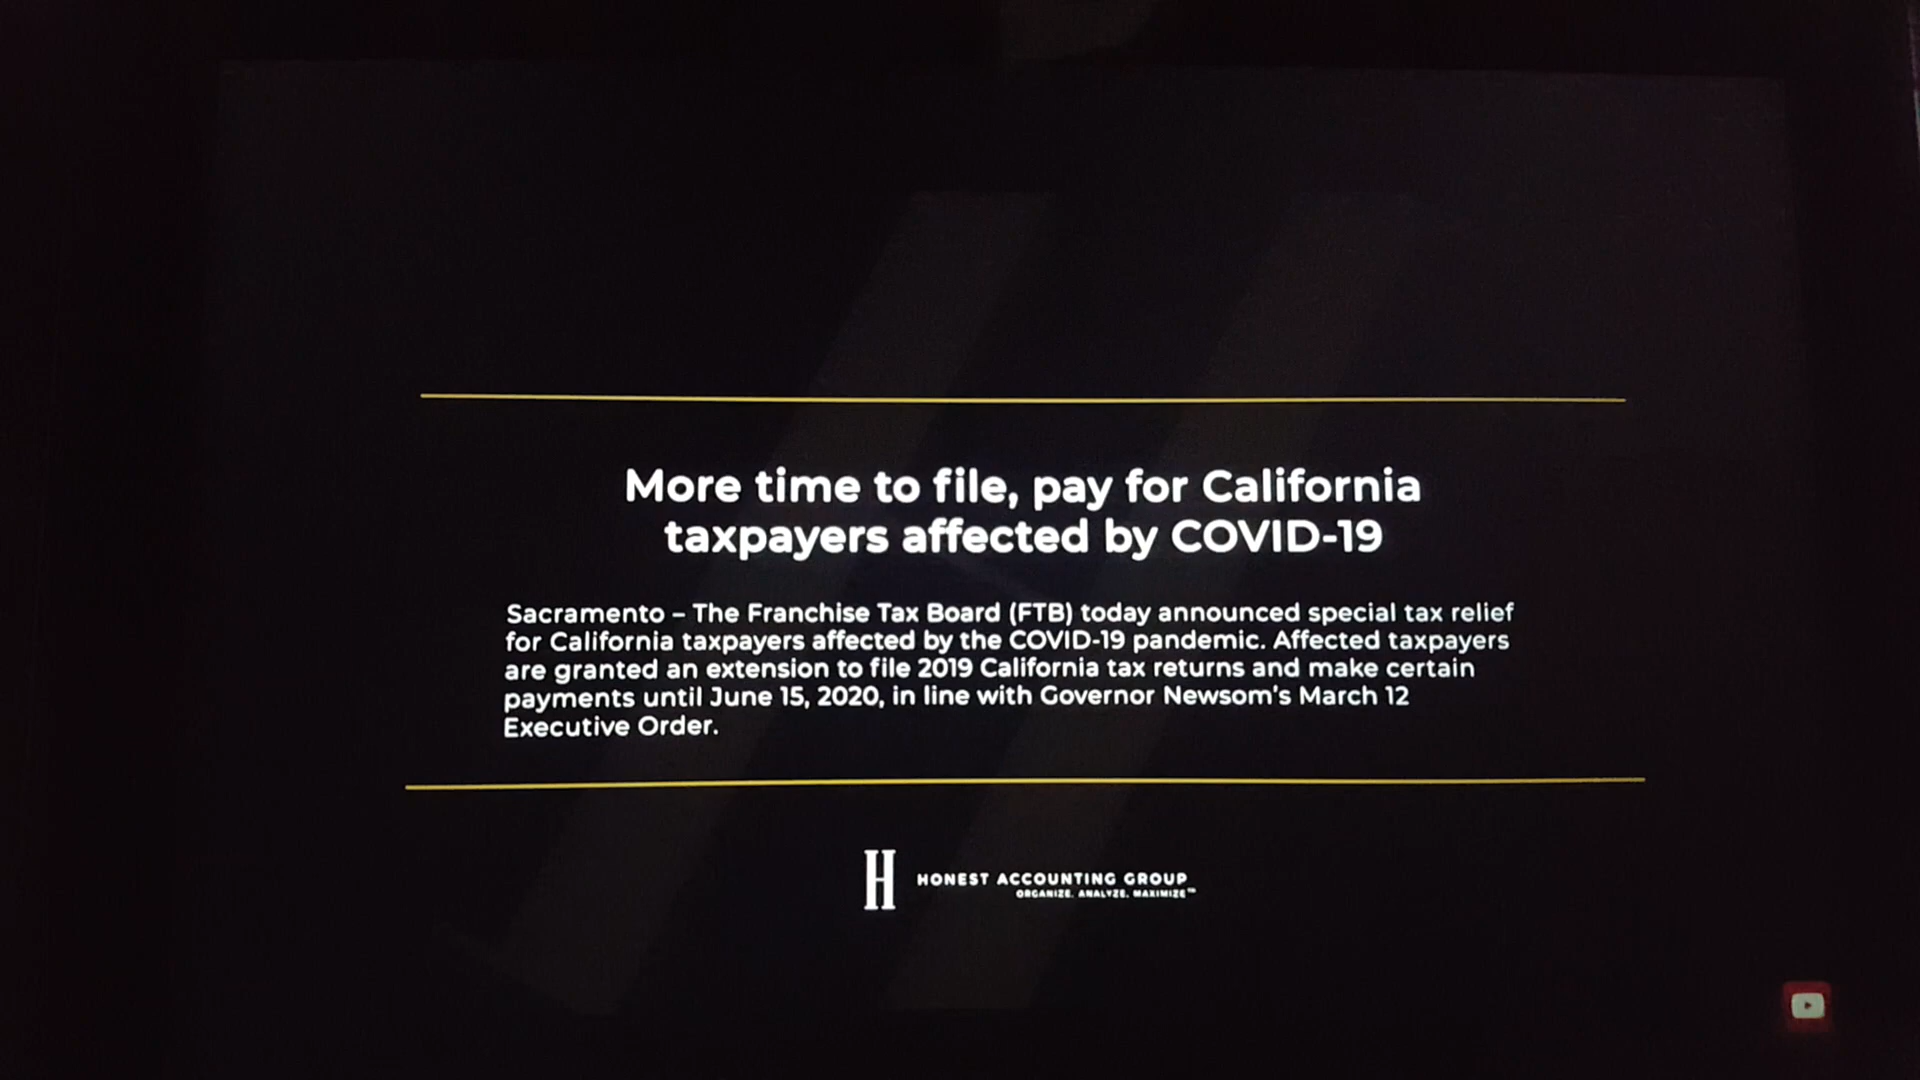 More time to file, pay for California
taxpayers affected by COVID-19
Sacramento – The Franchise Tax Board (FTB) today announced special tax relief
for California taxpayers affected by the COVID-19 pandemic. Affected taxpayers
are granted an extension to file 2019 California tax returns and make certain
payments until June 15, 2020, in line with Governor Newsom's March 12
Executive Order.
H HONEST ACCOUNTING GROUP
ORGANIZE. ANALYZE. MAXIMIZE™